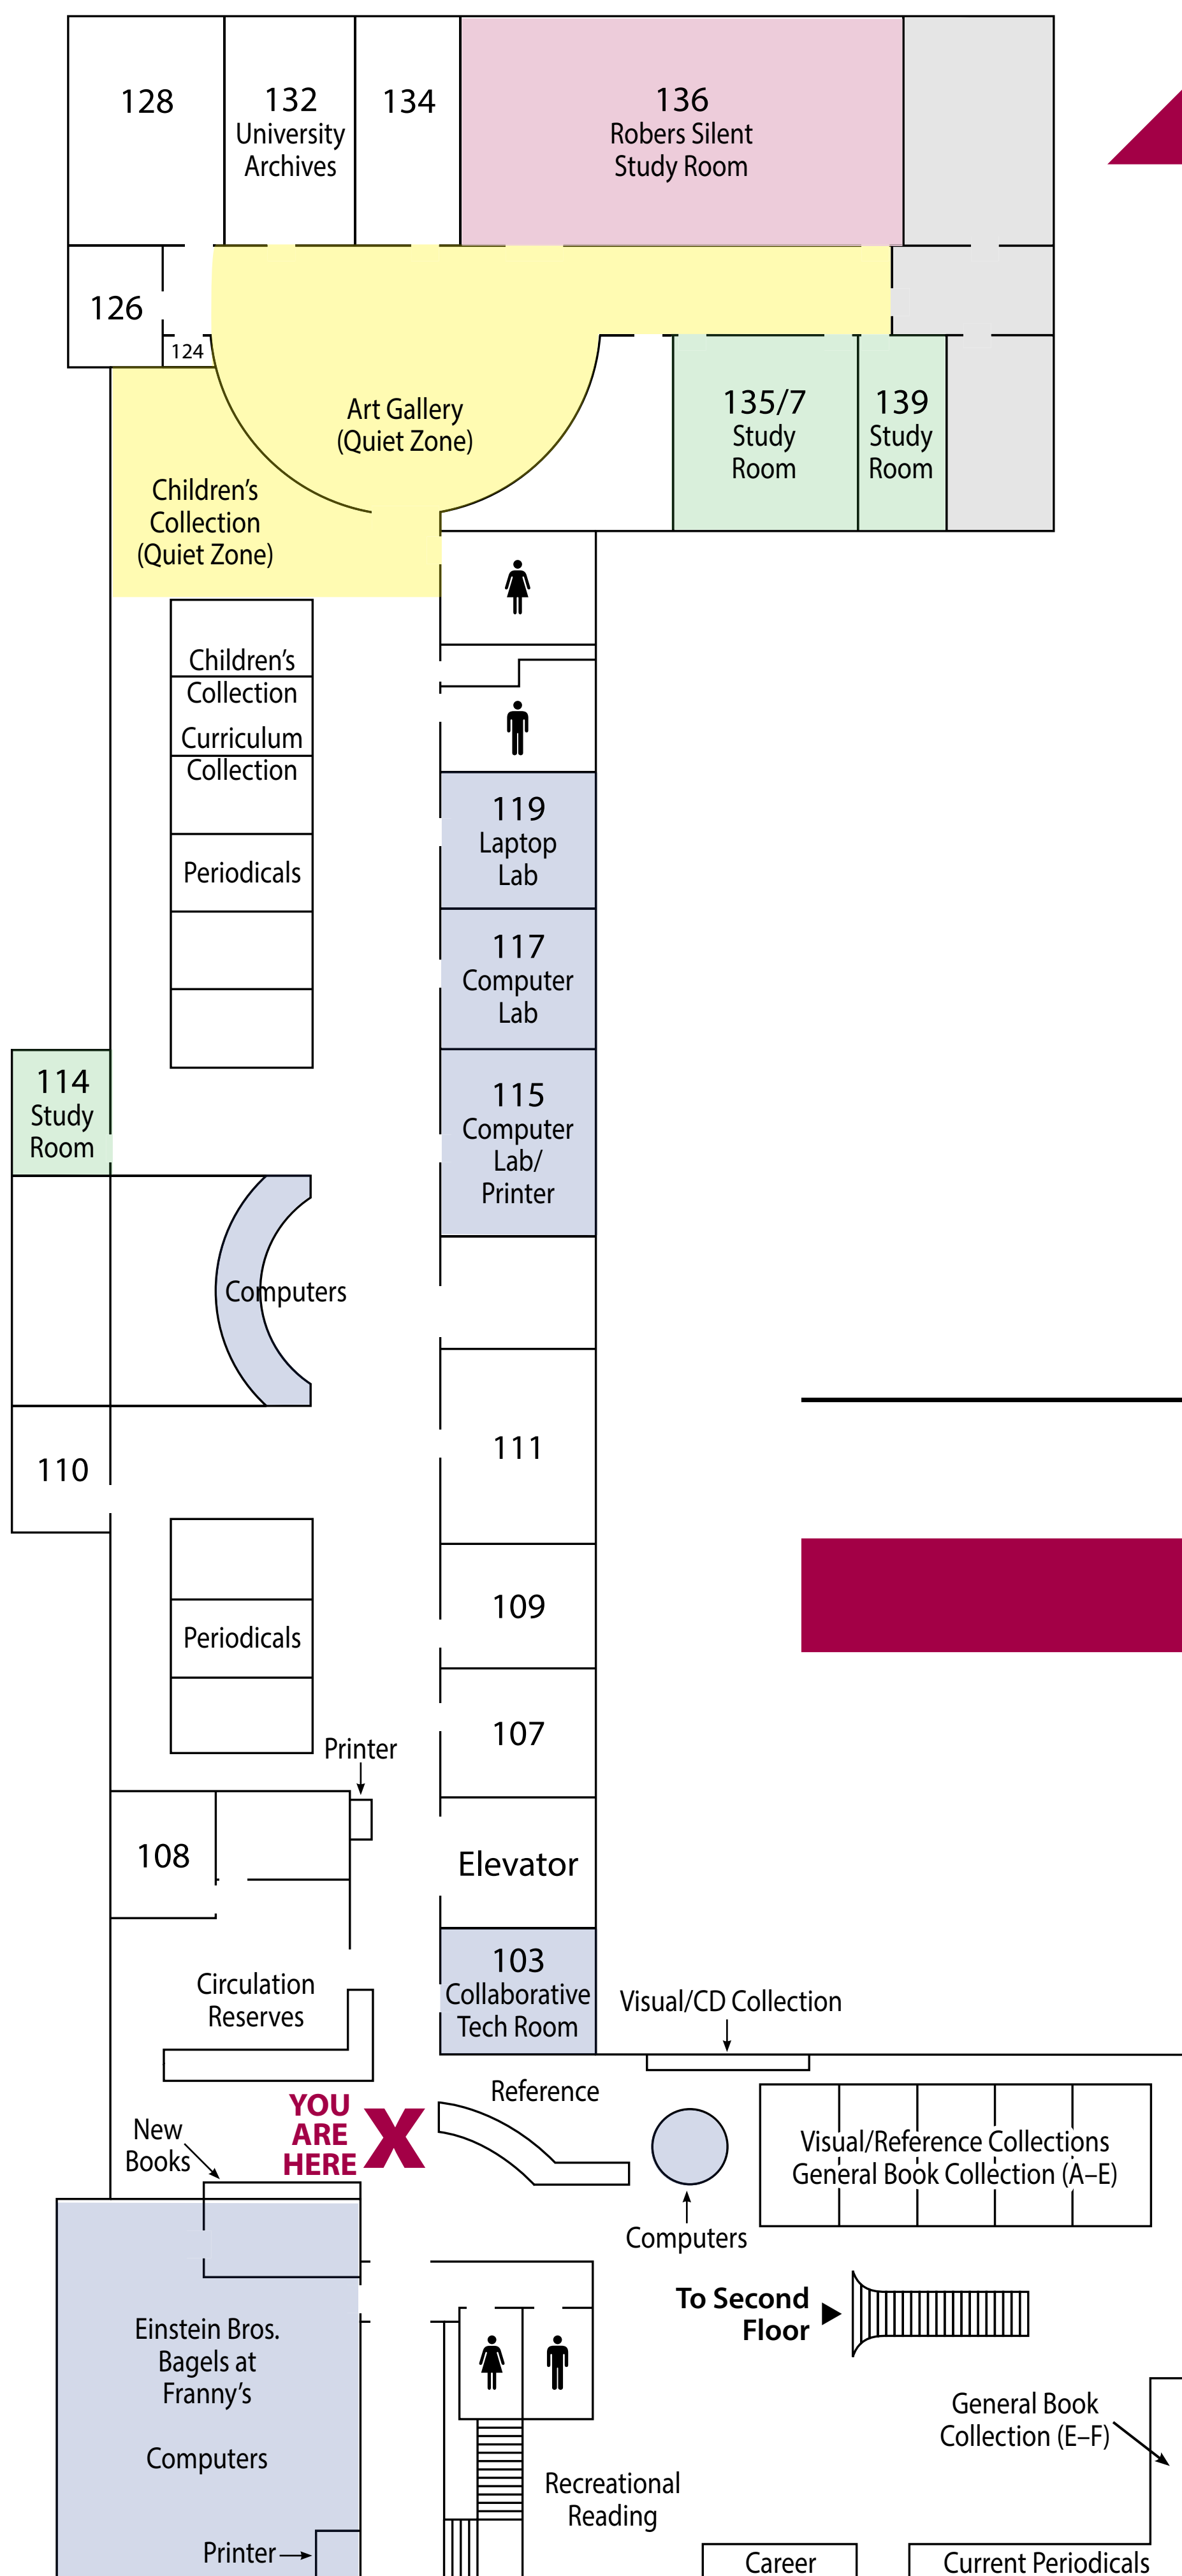 128
132
University
Archives
134
136
Robers Silent
Study Room
126
124
Art Gallery
(Quiet Zone)
135/7
Study
Room
139
Study
Room
Children's
Collection
(Quiet Zone)
Children's
Collection
Curriculum
Collection
Periodicals
119
Laptop
Lab
117
Computer
Lab
114
Study
Room
115
Computer
Lab/
Printer
Computers
111
110
109
Periodicals
107
Printer
108
Elevator
103
Collaborative
Tech Room
Circulation
Reserves
Visual/CD Collection
Reference
YOU
ARE
HERE
X
New
Books
Visual/Reference Collections
General Book Collection (A–E)
Computers
To Second
Floor
Einstein Bros.
Bagels at
Franny's
Computers
General Book
Collection (E–F)
Recreational
Reading
Printer
Career
Current Periodicals